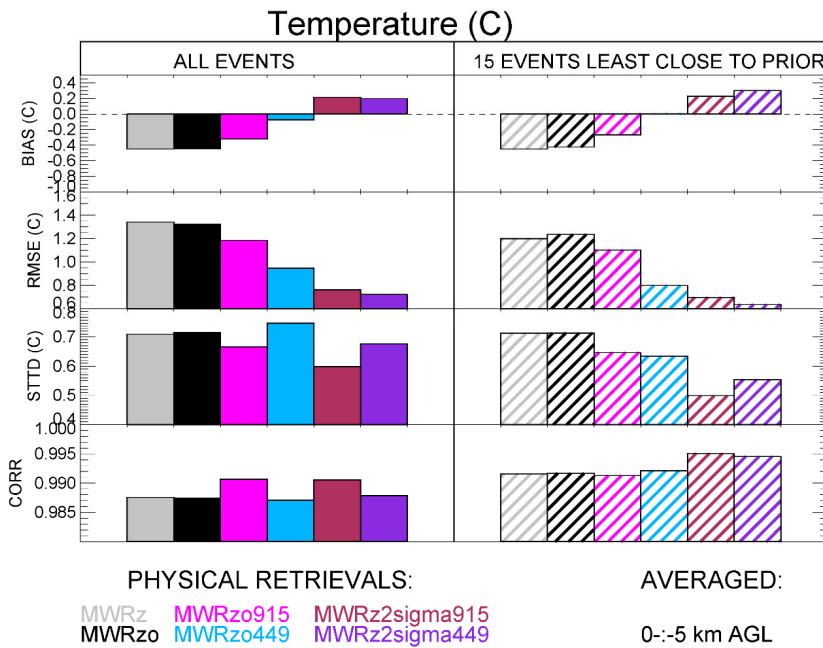 Temperature (C)
ALL EVENTS
15 EVENTS LEAST CLOSE TO PRIOR
BIAS (C)
0.4
0.2
0.0
-0.2
-0.4
-0.6
-0.8
-1.0
RMSE (C)
1.6
1.4
1.2
1.0
0.8
0.6
STTD (C)
0.8
0.7
0.6
0.5
0.4
CORR
1.000
0.995
0.990
0.985
PHYSICAL RETRIEVALS:
AVERAGED:
MWRz MWRzo915 MWRz2sigma915
MWRzo MWRzo449 MWRz2sigma449
0-:-5 km AGL